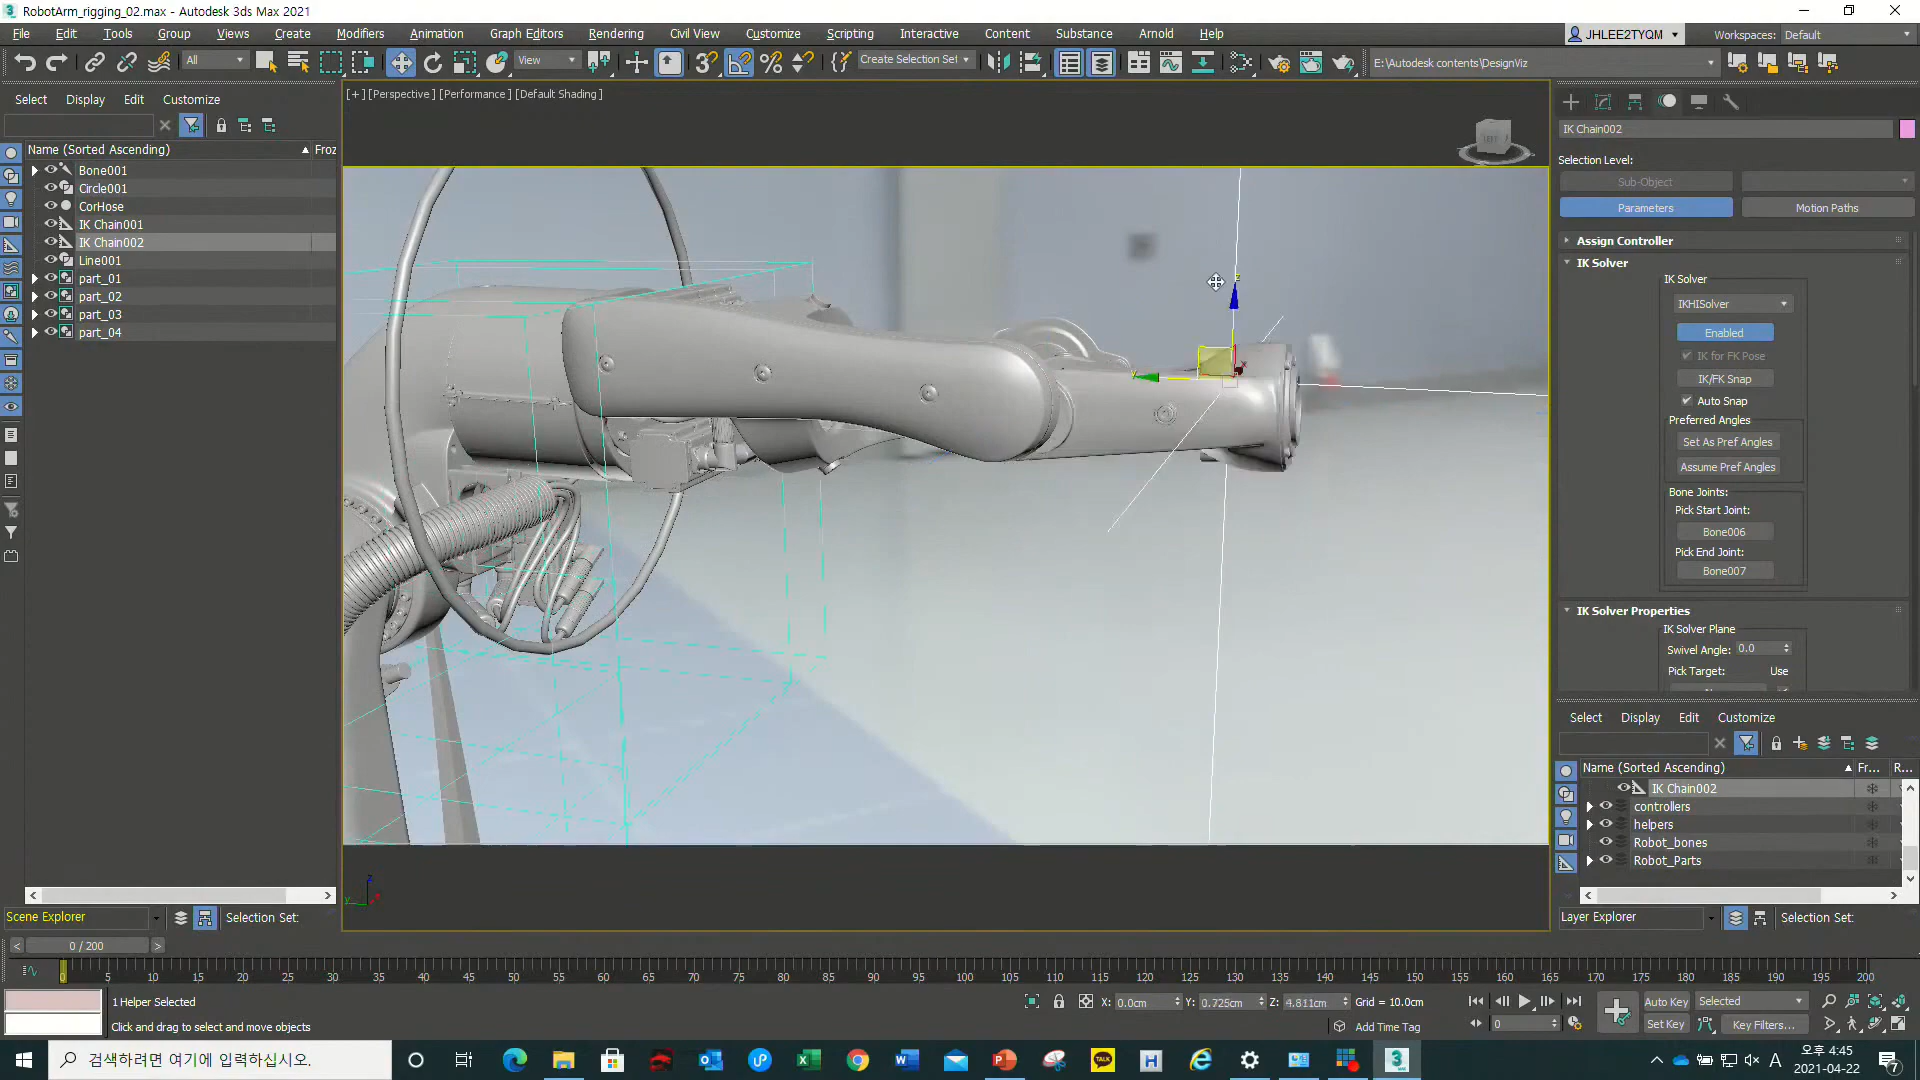 RobotArm_rigging_02.max - Autodesk 3ds Max 2021
File Edit Tools Group Views Create Modifiers Animation Graph Editors Rendering Civil View Customize Scripting Interactive Content Substance Arnold Help
JHLEE2TYQM
Workspaces: Default
All
View
Create Selection Set
E:\Autodesk contents\DesignViz
Select Display Edit Customize
Name (Sorted Ascending)
Froz
Bone001
Circle001
CorHose
IK Chain001
IK Chain002
Line001
part_01
part_02
part_03
part_04
[+] [Perspective] [Performance] [Default Shading]
LEFT
IK Chain002
Selection Level:
Sub-Object
Parameters
Motion Paths
Assign Controller
IK Solver
IK Solver
IKHISolver
Enabled
IK for FK Pose
IK/FK Snap
Auto Snap
Preferred Angles
Set As Pref Angles
Assume Pref Angles
Bone Joints:
Pick Start Joint:
Bone006
Pick End Joint:
Bone007
IK Solver Properties
IK Solver Plane
Swivel Angle: 0.0
Pick Target: Use
Select Display Edit Customize
Name (Sorted Ascending)
Fr...
R...
IK Chain002
controllers
helpers
Robot_bones
Robot_Parts
Scene Explorer
Selection Set:
Layer Explorer
Selection Set:
0 / 200
0 5 10 15 20 25 30 35 40 45 50 55 60 65 70 75 80 85 90 95 100 105 110 115 120 125 130 135 140 145 150 155 160 165 170 175 180 185 190 195 200
1 Helper Selected
Click and drag to select and move objects
X: 0.0cm
Y: 0.725cm
Z: 4.811cm
Grid = 10.0cm
Add Time Tag
0
Auto Key
Selected
Set Key
Key Filters...
검색하려면 여기에 입력하십시오.
TALK
A
오후 4:45
2021-04-22
7